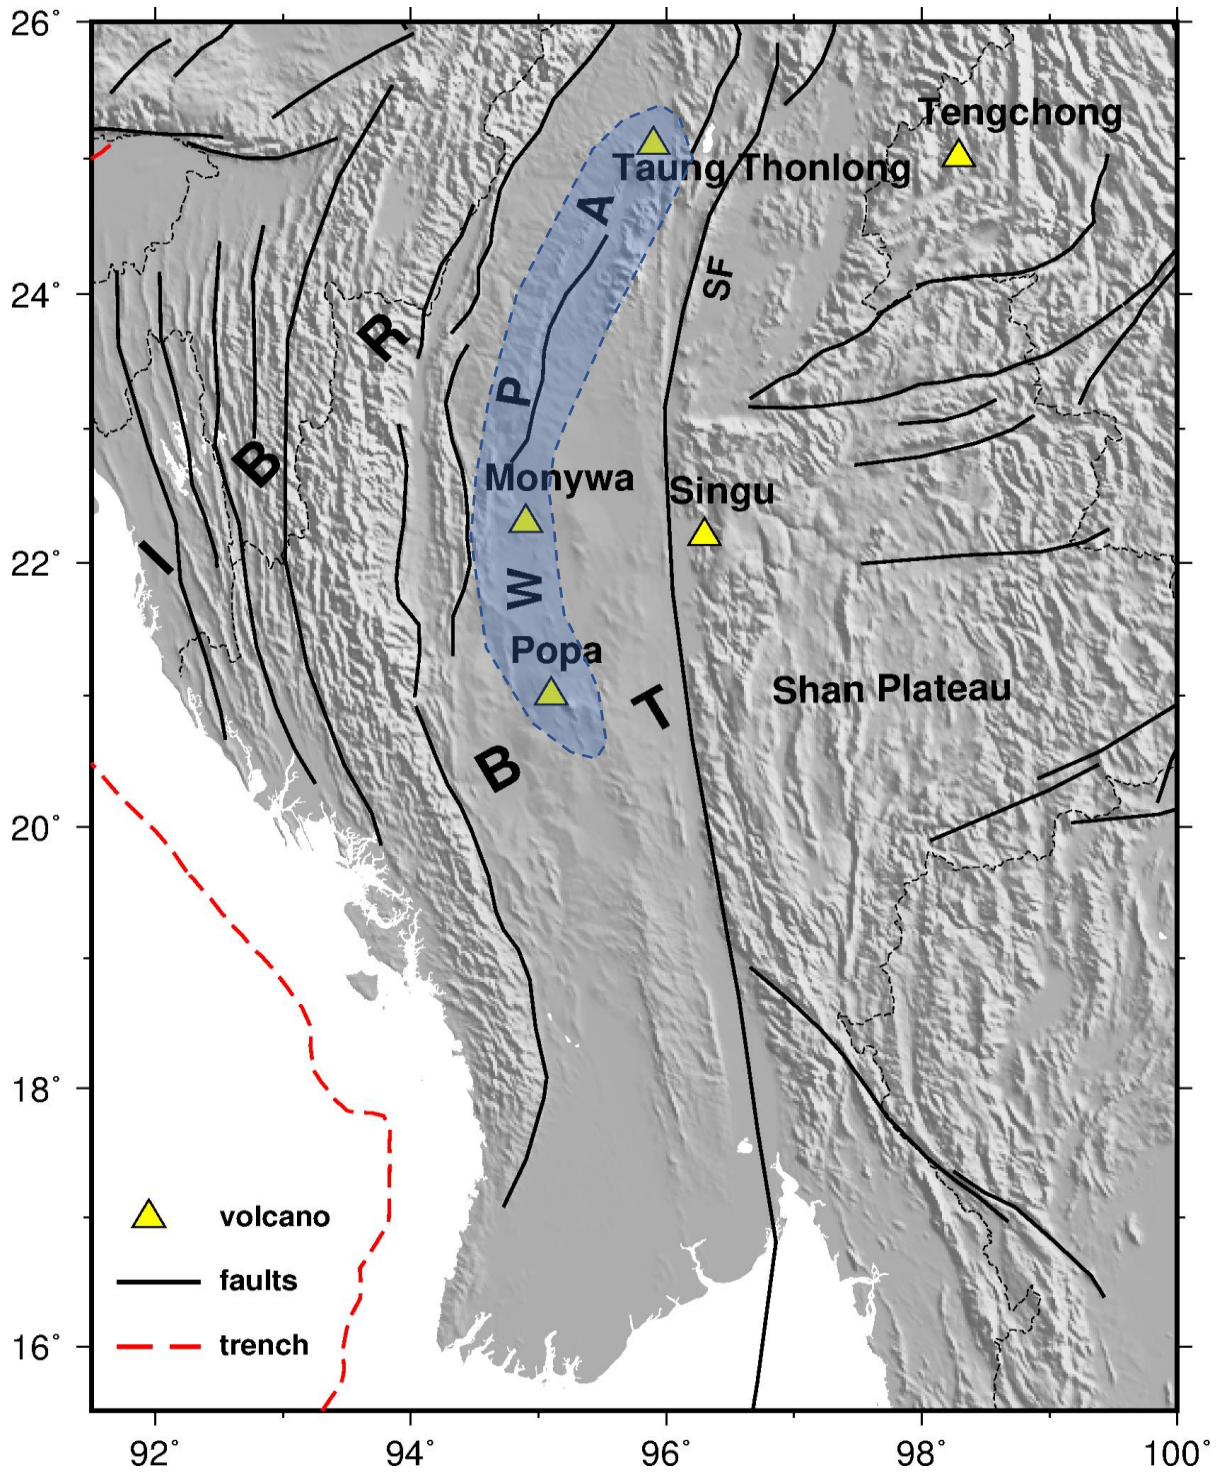 26°
24°
22°
20°
18°
16°
92°
94°
96°
98°
100°
Tengchong
Taung Thonlong
A
SF
R
P
B
Monywa
Singu
I
W
Popa
Shan Plateau
T
B
volcano
faults
trench